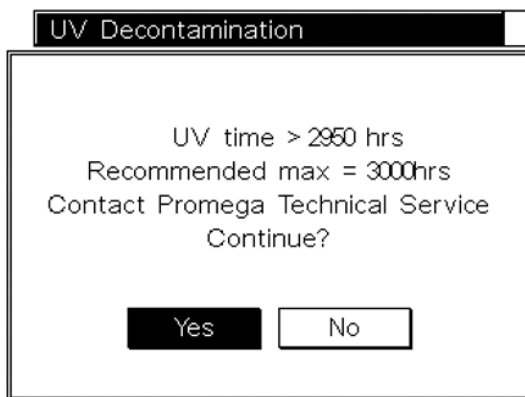 UV Decontamination
UV time > 2950 hrs
Recommended max = 3000hrs
Contact Promega Technical Service
Continue?
Yes
No